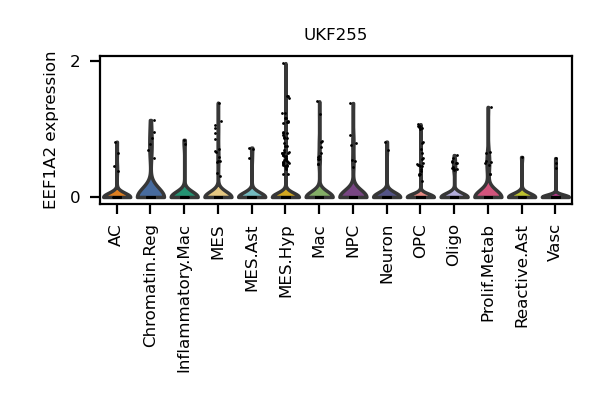 UKF255
EEF1A2 expression
2
0
AC
Chromatin.Reg
Inflammatory.Mac
MES
MES.Ast
MES.Hyp
Mac
NPC
Neuron
OPC
Oligo
Prolif.Metab
Reactive.Ast
Vasc